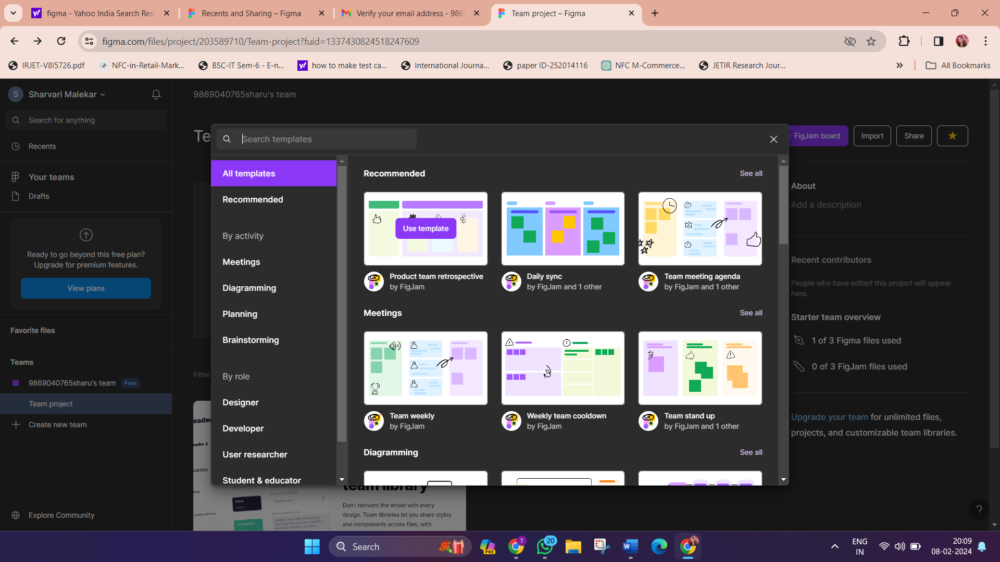 figma - Yahoo India Search Resu
Recents and Sharing – Figma
Verify your email address - 9869
Team project – Figma
figma.com/files/project/203589710/Team-project?fuid=1337430824518247609
IRJET-V8I5726.pdf
NFC-in-Retail-Mark...
BSC-IT Sem-6 - E-n...
how to make test ca...
International Journa...
paper ID-252014116
NFC M-Commerce...
JETIR Research Jour...
All Bookmarks
S
Sharvari Malekar
9869040765sharu's team
Search for anything
Recents
Your teams
Drafts
Ready to go beyond this free plan?
Upgrade for premium features.
View plans
Favorite files
Teams
9869040765sharu's team
Free
Team project
Create new team
Explore Community
Te
FigJam board
Import
Share
Search templates
All templates
Recommended
By activity
Meetings
Diagramming
Planning
Brainstorming
By role
Designer
Developer
User researcher
Student & educator
Recommended
See all
Use template
Product team retrospective
by FigJam
Daily sync
by FigJam and 1 other
Team meeting agenda
by FigJam and 1 other
Meetings
See all
Team weekly
by FigJam
Weekly team cooldown
by FigJam
Team stand up
by FigJam and 1 other
Diagramming
See all
About
Add a description
Recent contributors
People who have edited this project will appear
here.
Starter team overview
1 of 3 Figma files used
0 of 3 FigJam files used
Upgrade your team for unlimited files,
projects, and customizable team libraries.
Filter
eader
ader 2
ubtitle
team library
Don't reinvent the wheel with every
design. Team libraries let you share styles
and components across files, with
?
Search
PRE
T
20
ENG
IN
20:09
08-02-2024